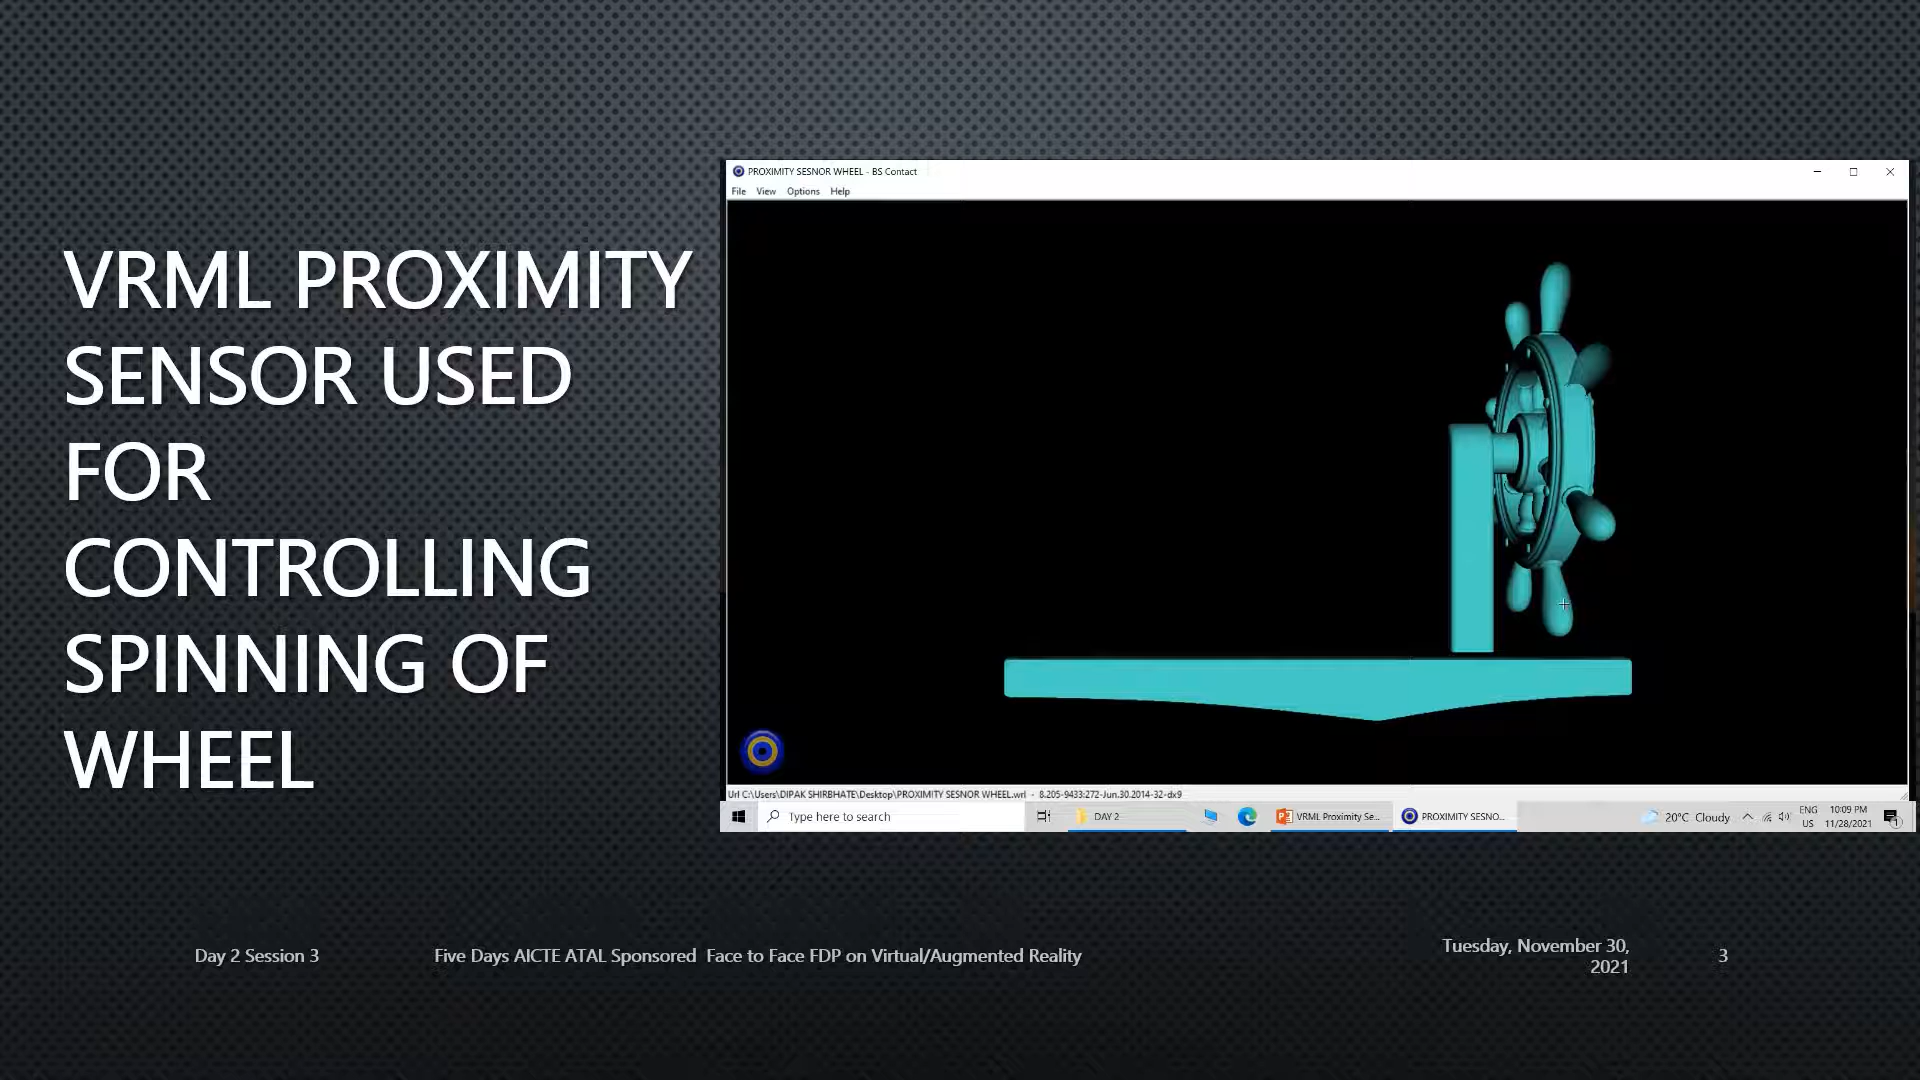 VRML PROXIMITY
SENSOR USED
FOR
CONTROLLING
SPINNING OF
WHEEL
PROXIMITY SESNOR WHEEL - BS Contact
File View Options Help
Url C:\Users\DIPAK SHIRBHATE\Desktop\PROXIMITY SESNOR WHEEL.wrl - 8.205-9433:272-Jun.30.2014-32-dx9
Type here to search
DAY 2
VRML Proximity Se...
PROXIMITY SESNO...
20°C Cloudy
ENG
US
10:09 PM
11/28/2021
1
Day 2 Session 3
Five Days AICTE ATAL Sponsored Face to Face FDP on Virtual/Augmented Reality
Tuesday, November 30,
2021
3